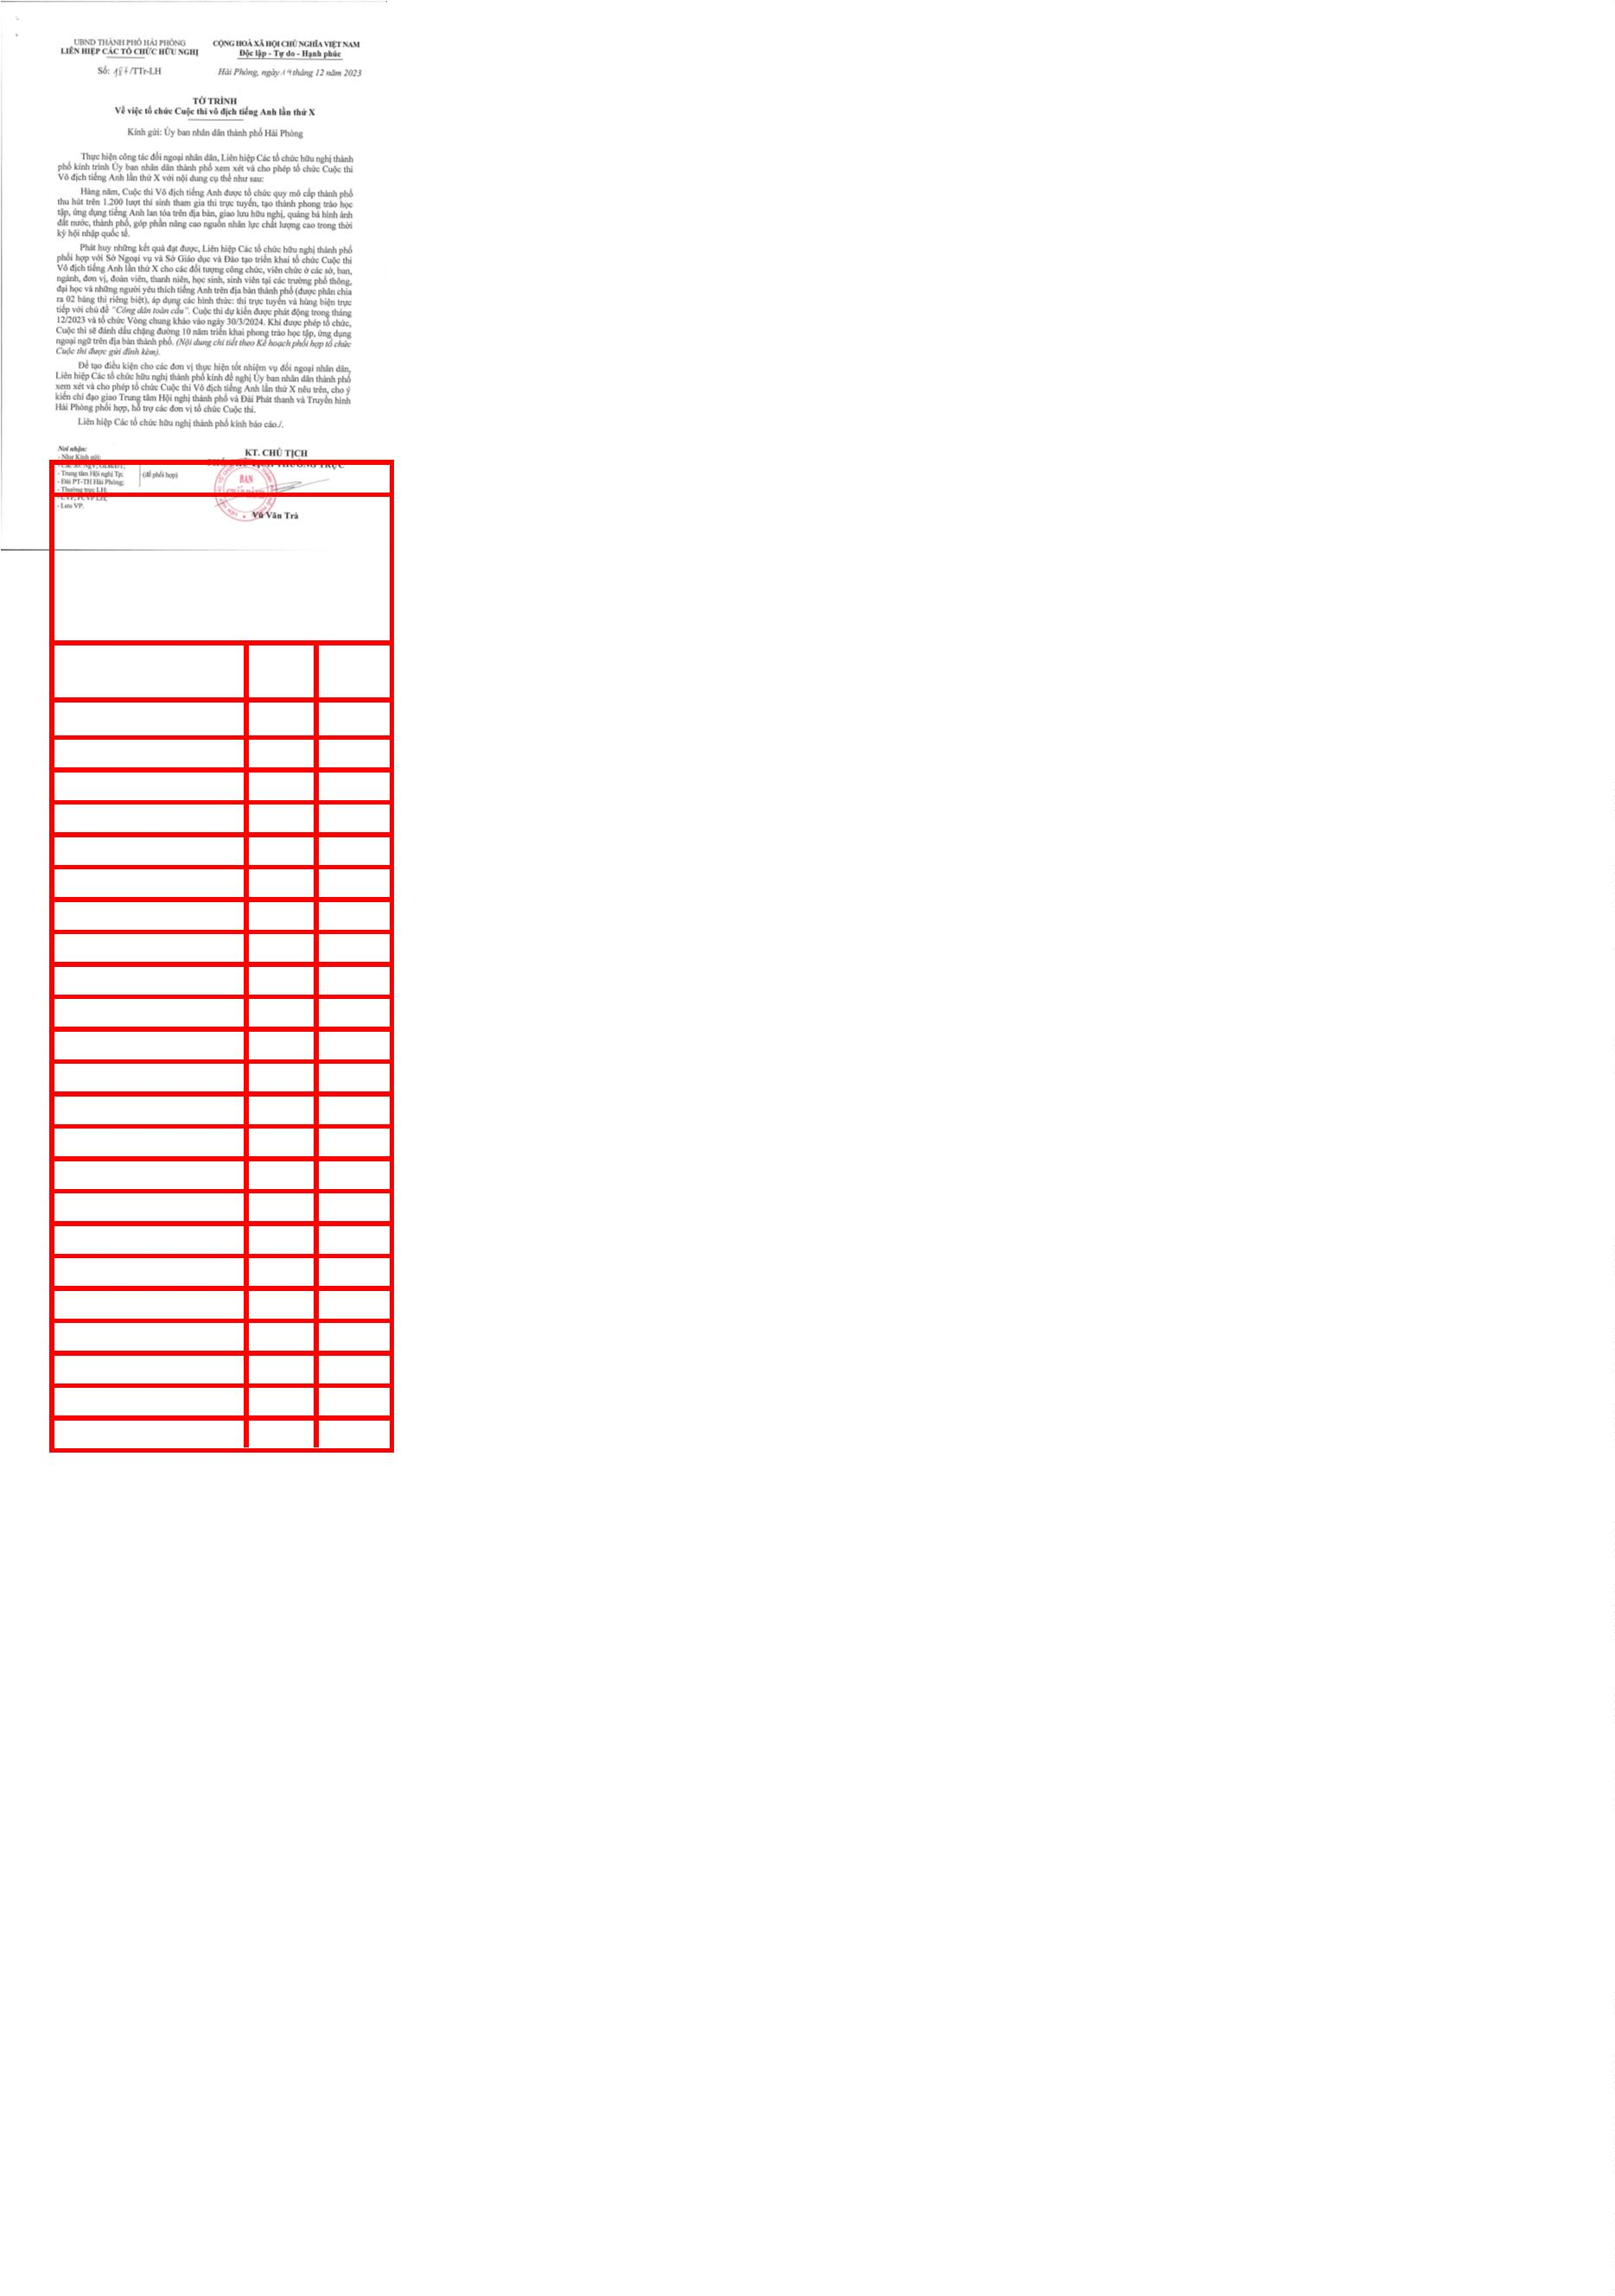 UBND THÀNH PHỐ HẢI PHÒNG
LIÊN HIỆP CÁC TỔ CHỨC HỮU NGHỊ
Số: /TTr-LH
CỘNG HOÀ XÃ HỘI CHỦ NGHĨA VIỆT NAM
Độc lập - Tự do - Hạnh phúc
Hải Phòng, ngày tháng 12 năm 2023
TỜ TRÌNH
Về việc tổ chức Cuộc thi vô địch tiếng Anh lần thứ X
Kính gửi: Ủy ban nhân dân thành phố Hải Phòng
Thực hiện công tác đối ngoại nhân dân, Liên hiệp Các tổ chức hữu nghị thành
phố kính trình Ủy ban nhân dân thành phố xem xét và cho phép tổ chức Cuộc thi
Vô địch tiếng Anh lần thứ X với nội dung cụ thể như sau:
Hàng năm, Cuộc thi Vô địch tiếng Anh được tổ chức quy mô cấp thành phố
thu hút trên 1.200 lượt thí sinh tham gia thi trực tuyến, tạo thành phong trào học
tập, ứng dụng tiếng Anh lan tỏa trên địa bàn, giao lưu hữu nghị, quảng bá hình ảnh
đất nước, thành phố, góp phần nâng cao nguồn nhân lực chất lượng cao trong thời
kỳ hội nhập quốc tế.
Phát huy những kết quả đạt được, Liên hiệp Các tổ chức hữu nghị thành phố
phối hợp với Sở Ngoại vụ và Sở Giáo dục và Đào tạo triển khai tổ chức Cuộc thi
Vô địch tiếng Anh lần thứ X cho các đối tượng công chức, viên chức ở các sở, ban,
ngành, đơn vị, đoàn viên, thanh niên, học sinh, sinh viên tại các trường phổ thông,
đại học và những người yêu thích tiếng Anh trên địa bàn thành phố (được phân chia
ra 02 bảng thi riêng biệt), áp dụng các hình thức: thi trực tuyến và hùng biện trực
tiếp với chủ đề "Công dân toàn cầu". Cuộc thi dự kiến được phát động trong tháng
12/2023 và tổ chức Vòng chung khảo vào ngày 30/3/2024. Khi được phép tổ chức,
Cuộc thi sẽ đánh dấu chặng đường 10 năm triển khai phong trào học tập, ứng dụng
ngoại ngữ trên địa bàn thành phố. (Nội dung chi tiết theo Kế hoạch phối hợp tổ chức
Cuộc thi được gửi đính kèm).
Để tạo điều kiện cho các đơn vị thực hiện tốt nhiệm vụ đối ngoại nhân dân,
Liên hiệp Các tổ chức hữu nghị thành phố kính đề nghị Ủy ban nhân dân thành phố
xem xét và cho phép tổ chức Cuộc thi Vô địch tiếng Anh lần thứ X nêu trên, cho ý
kiến chỉ đạo giao Trung tâm Hội nghị thành phố và Đài Phát thanh và Truyền hình
Hải Phòng phối hợp, hỗ trợ các đơn vị tổ chức Cuộc thi.
Liên hiệp Các tổ chức hữu nghị thành phố kính báo cáo./.
Nơi nhận:
- Như Kính gửi;
- Trung tâm Hội nghị Tp;
- Đài PT-TH Hải Phòng;
(để phối hợp)
- Thường trực LH;
- Lưu VP.
KT. CHỦ TỊCH
BAN
Vũ Văn Trà